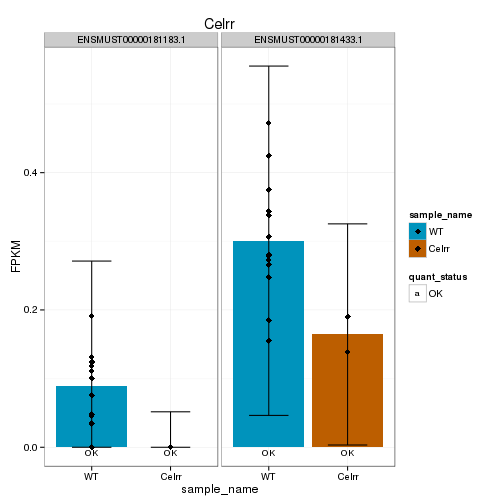 Celrr
ENSMUST00000181183.1 ENSMUST00000181433.1
FPKM
0.4
0.2
0.0
OK OK OK OK
WT Celrr WT Celrr
sample_name
sample_name
WT
Celrr
quant_status
a OK